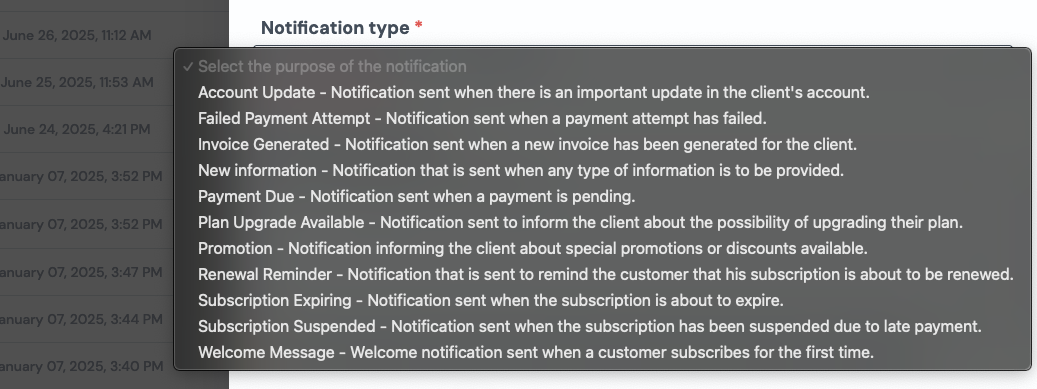 Notification type *
June 26, 2025, 11:12 AM
June 25, 2025, 11:53 AM
June 24, 2025, 4:21 PM
anuary 07, 2025, 3:52 PM
anuary 07, 2025, 3:52 PM
anuary 07, 2025, 3:47 PM
anuary 07, 2025, 3:44 PM
anuary 07, 2025, 3:40 PM
✓ Select the purpose of the notification
Account Update - Notification sent when there is an important update in the client's account.
Failed Payment Attempt - Notification sent when a payment attempt has failed.
Invoice Generated - Notification sent when a new invoice has been generated for the client.
New information - Notification that is sent when any type of information is to be provided.
Payment Due - Notification sent when a payment is pending.
Plan Upgrade Available - Notification sent to inform the client about the possibility of upgrading their plan.
Promotion - Notification informing the client about special promotions or discounts available.
Renewal Reminder - Notification that is sent to remind the customer that his subscription is about to be renewed.
Subscription Expiring - Notification sent when the subscription is about to expire.
Subscription Suspended - Notification sent when the subscription has been suspended due to late payment.
Welcome Message - Welcome notification sent when a customer subscribes for the first time.